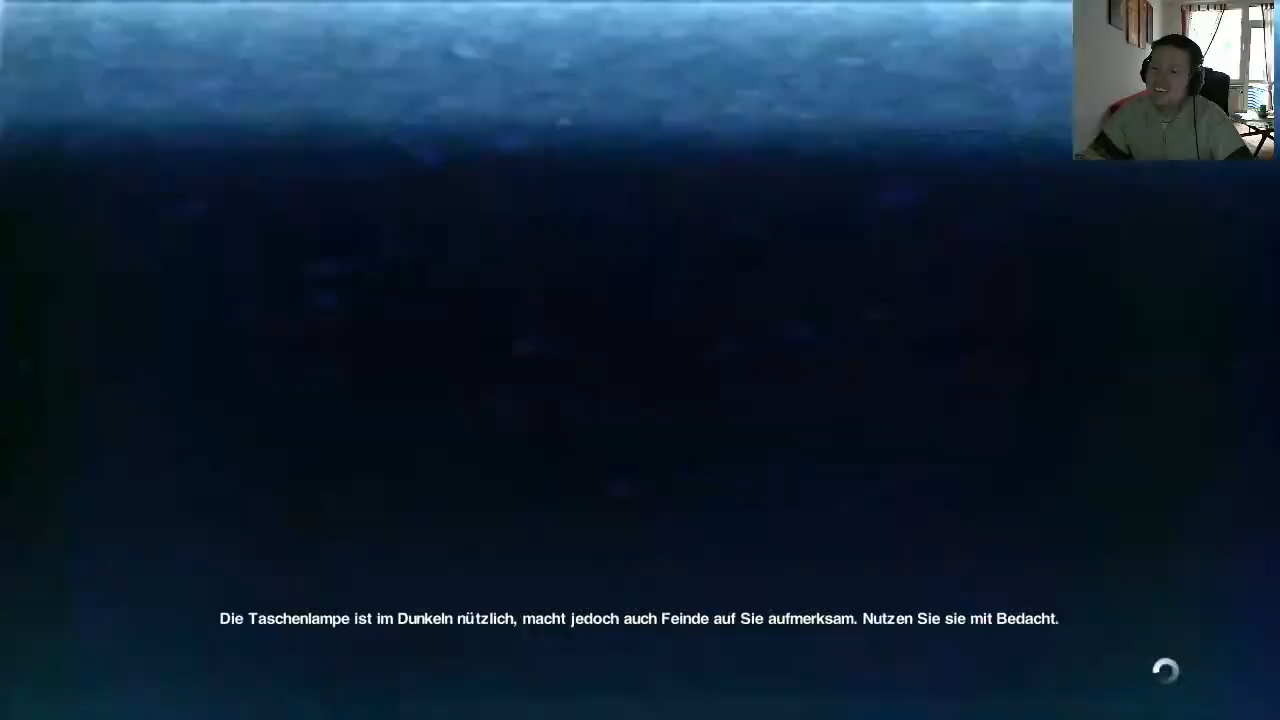 Die Taschenlampe ist im Dunkeln nützlich, macht jedoch auch Feinde auf Sie aufmerksam. Nutzen Sie sie mit Bedacht.